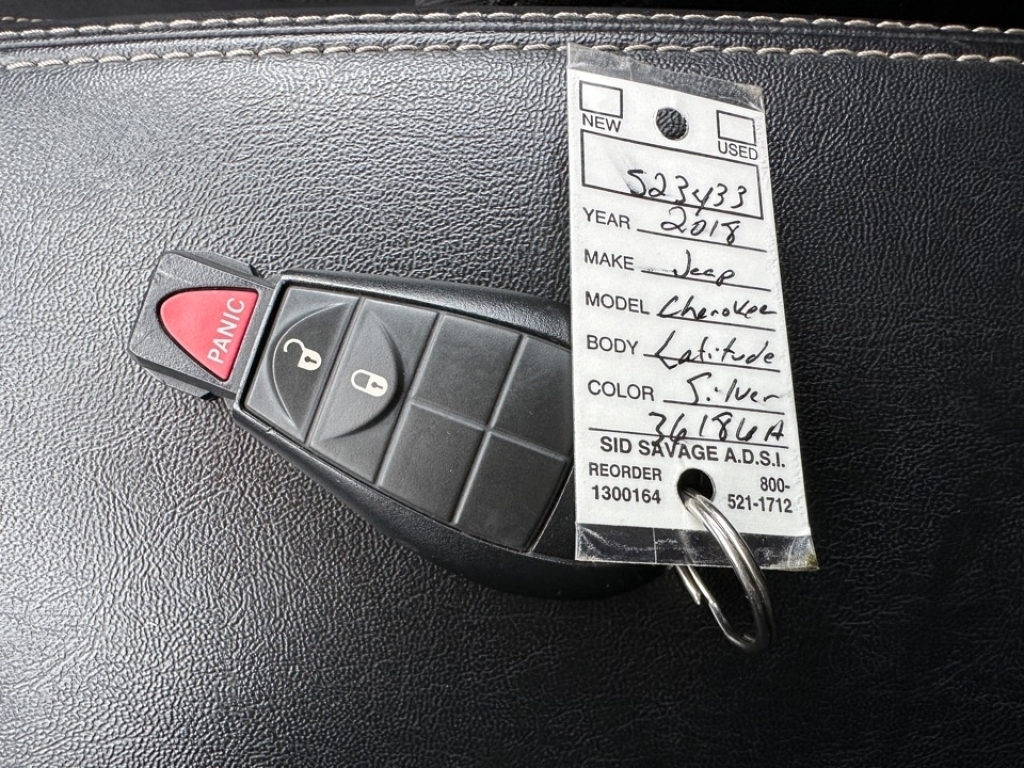 PANIC
NEW USED
523433
YEAR 2018
MAKE Jeep
MODEL Cherokee
BODY Latitude
COLOR Silver
36186A
SID SAVAGE A.D.S.I.
REORDER 800-
1300164 521-1712